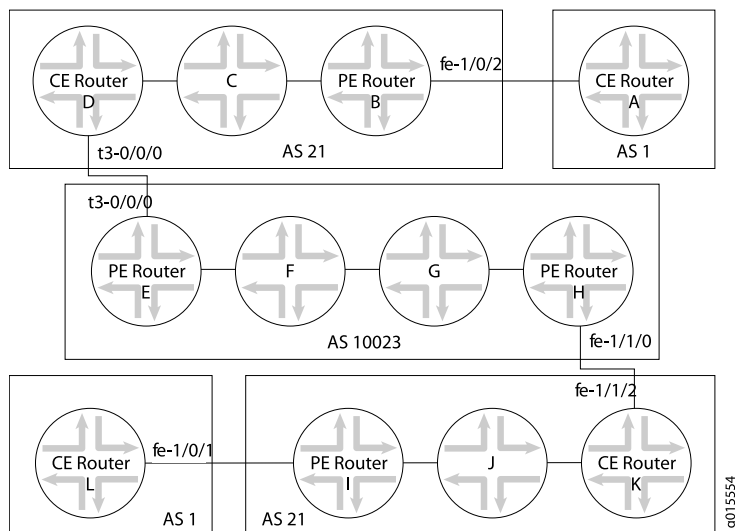 fe-1/0/2
CE Router
D
C
PE Router
B
CE Router
A
AS 21
AS 1
t3-0/0/0
t3-0/0/0
PE Router
E
F
G
PE Router
H
AS 10023
fe-1/1/0
fe-1/1/2
CE Router
L
fe-1/0/1
PE Router
I
J
CE Router
K
AS 1
AS 21
g015554